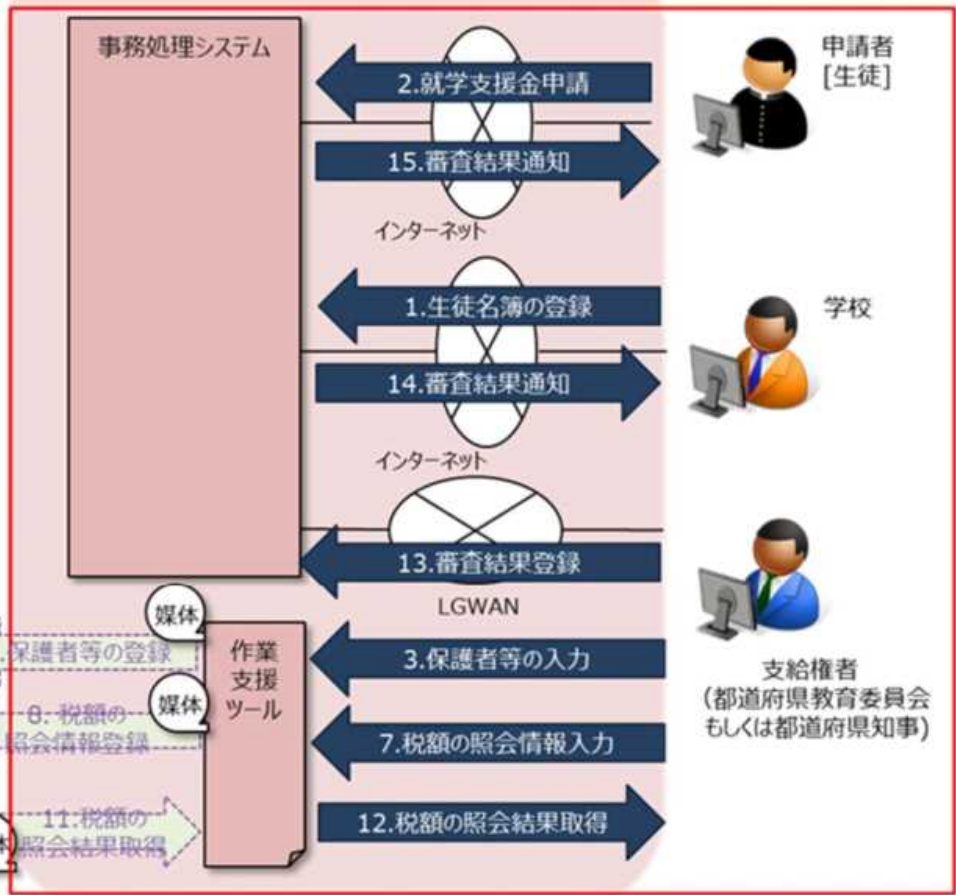 事務処理システム
2.就学支援金申請
15.審査結果通知
インターネット
申請者
[生徒]
1.生徒名簿の登録
14.審査結果通知
インターネット
学校
13.審査結果登録
LGWAN
媒体
.保護者等の登録
作業
支援
ツール
3.保護者等の入力
媒体
8. 税額の
照会情報登録
7.税額の照会情報入力
支給権者
(都道府県教育委員会
もしくは都道府県知事)
11.税額の
照会結果取得
12.税額の照会結果取得
体